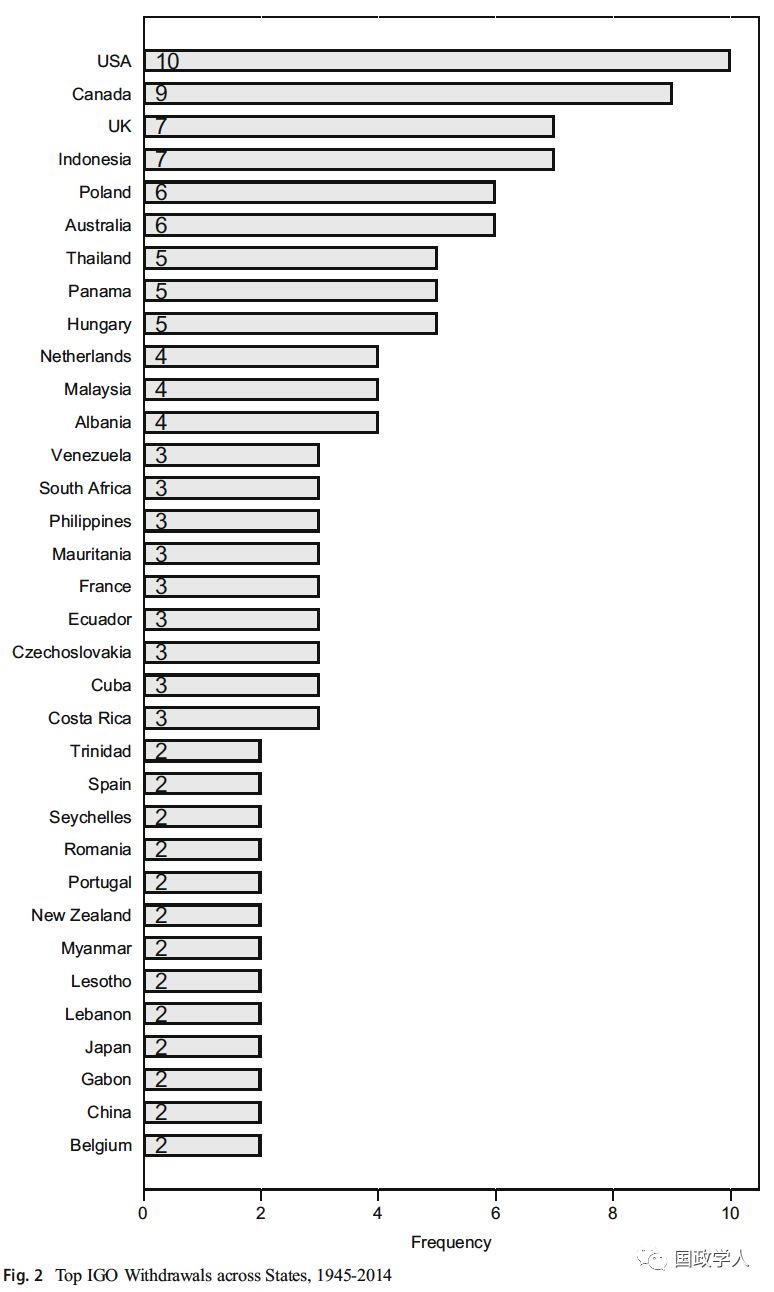 USA 10
Canada 9
UK 7
Indonesia 7
Poland 6
Australia 6
Thailand 5
Panama 5
Hungary 5
Netherlands 4
Malaysia 4
Albania 4
Venezuela 3
South Africa 3
Philippines 3
Mauritania 3
France 3
Ecuador 3
Czechoslovakia 3
Cuba 3
Costa Rica 3
Trinidad 2
Spain 2
Seychelles 2
Romania 2
Portugal 2
New Zealand 2
Myanmar 2
Lesotho 2
Lebanon 2
Japan 2
Gabon 2
China 2
Belgium 2
0 2 4 6 8 10
Frequency
国政学人
Fig. 2 Top IGO Withdrawals across States, 1945-2014